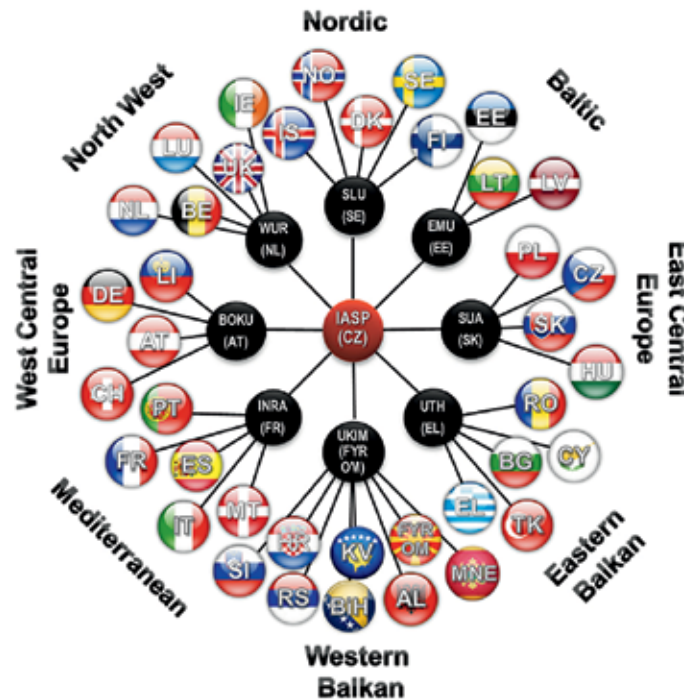 Nordic
North West
Baltic
NO
SE
IE
IS
DK
EE
FI
LU
UK
LT
LV
NL
BE
WUR
(NL)
SLU
(SE)
EMU
(EE)
PL
CZ
LI
DE
West Central
Europe
East Central
Europe
AT
BOKU
(AT)
IASP
(CZ)
SUA
(SK)
SK
HU
CH
PT
INRA
(FR)
UTH
(EL)
RO
UKIM
(FYR
OM)
FR
ES
BG
CY
IT
MT
EL
TK
HR
KV
FYR
OM
SI
MNE
RS
BIH
AL
Mediterranean
Eastern
Balkan
Western
Balkan